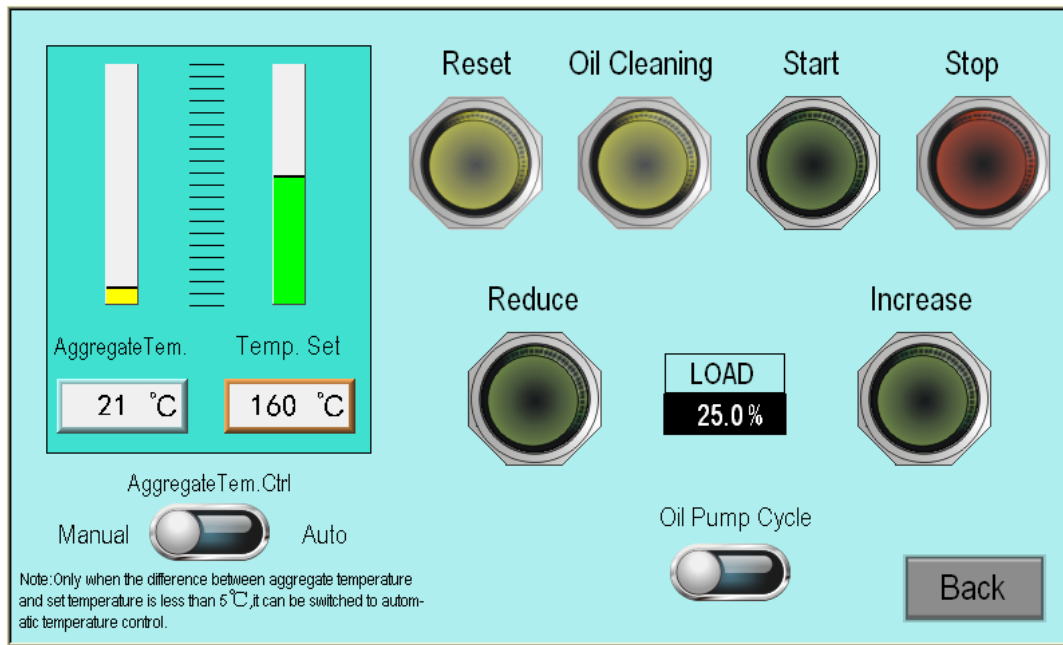 Reset
Oil Cleaning
Start
Stop
AggregateTem.
Temp. Set
21 ℃
160 ℃
Reduce
Increase
LOAD
25.0%
AggregateTem.Ctrl
Manual
Auto
Oil Pump Cycle
Note:Only when the difference between aggregate temperature
and set temperature is less than 5℃,it can be switched to autom-
atic temperature control.
Back